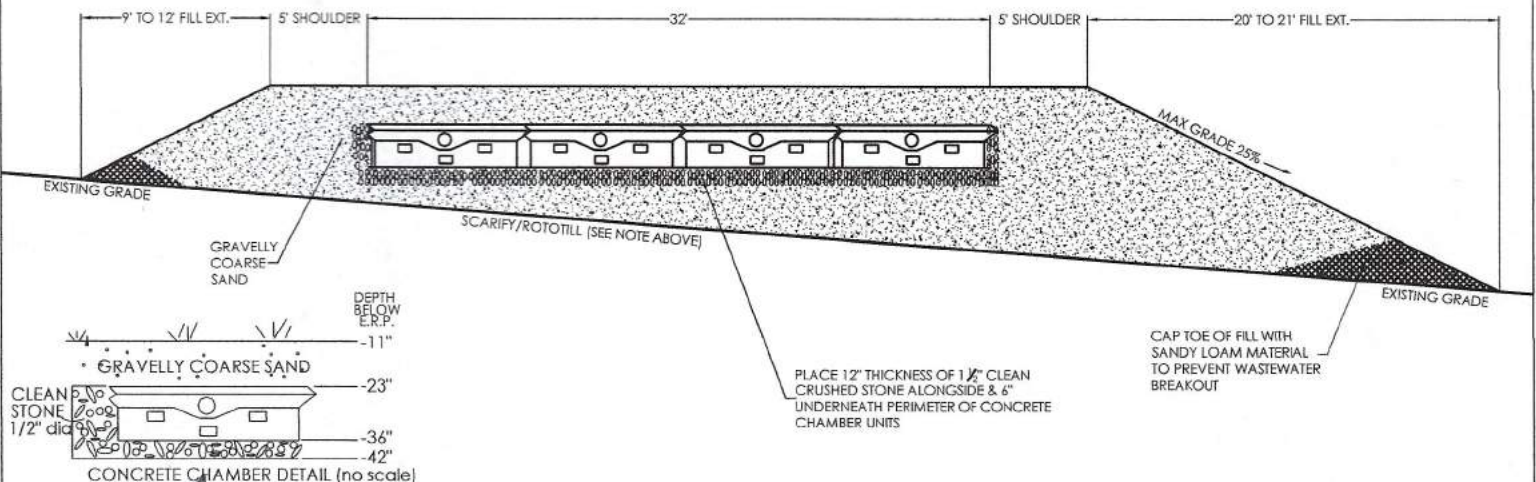 9' TO 12' FILL EXT.
5' SHOULDER
32'
5' SHOULDER
20' TO 21' FILL EXT.
MAX GRADE 25%
EXISTING GRADE
SCARIFY/ROTOTILL (SEE NOTE ABOVE)
GRAVELLY
COARSE
SAND
EXISTING GRADE
CAP TOE OF FILL WITH
SANDY LOAM MATERIAL
TO PREVENT WASTEWATER
BREAKOUT
PLACE 12" THICKNESS OF 1½" CLEAN
CRUSHED STONE ALONGSIDE & 6"
UNDERNEATH PERIMETER OF CONCRETE
CHAMBER UNITS
DEPTH
BELOW
E.R.P.
-11"
GRAVELLY COARSE SAND
-23"
CLEAN
STONE
1/2" dia
-36"
-42"
CONCRETE CHAMBER DETAIL (no scale)